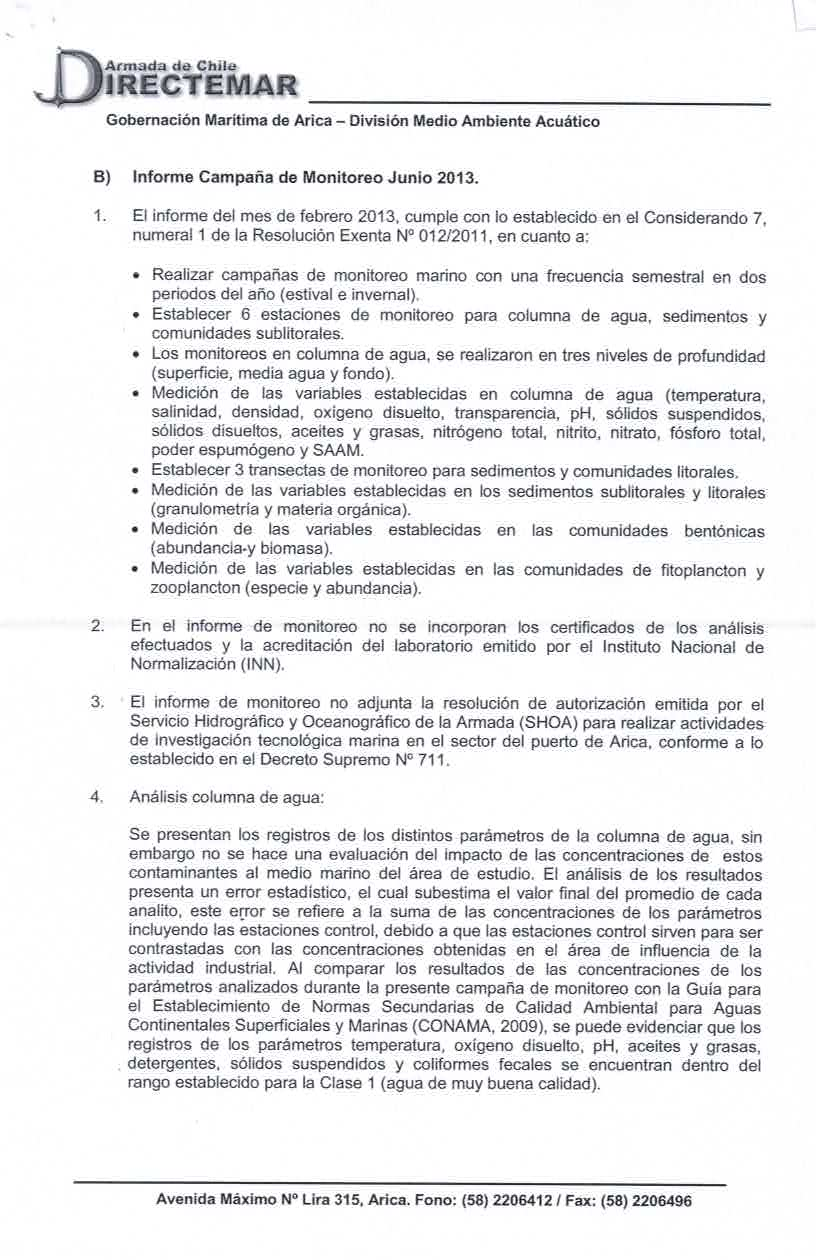 Armada de Chile
DIRECTEMAR
Gobernación Marítima de Arica – División Medio Ambiente Acuático
B) Informe Campaña de Monitoreo Junio 2013.
1. El informe del mes de febrero 2013, cumple con lo establecido en el Considerando 7,
numeral 1 de la Resolución Exenta Nº 012/2011, en cuanto a:
• Realizar campañas de monitoreo marino con una frecuencia semestral en dos
periodos del año (estival e invernal).
• Establecer 6 estaciones de monitoreo para columna de agua, sedimentos y
comunidades sublitorales.
• Los monitoreos en columna de agua, se realizaron en tres niveles de profundidad
(superficie, media agua y fondo).
• Medición de las variables establecidas en columna de agua (temperatura,
salinidad, densidad, oxígeno disuelto, transparencia, pH, sólidos suspendidos,
sólidos disueltos, aceites y grasas, nitrógeno total, nitrito, nitrato, fósforo total,
poder espumógeno y SAAM.
• Establecer 3 transectas de monitoreo para sedimentos y comunidades litorales.
• Medición de las variables establecidas en los sedimentos sublitorales y litorales
(granulometría y materia orgánica).
• Medición de las variables establecidas en las comunidades bentónicas
(abundancia-y biomasa).
• Medición de las variables establecidas en las comunidades de fitoplancton y
zooplancton (especie y abundancia).
2. En el informe de monitoreo no se incorporan los certificados de los análisis
efectuados y la acreditación del laboratorio emitido por el Instituto Nacional de
Normalización (INN).
3. El informe de monitoreo no adjunta la resolución de autorización emitida por el
Servicio Hidrográfico y Oceanográfico de la Armada (SHOA) para realizar actividades
de investigación tecnológica marina en el sector del puerto de Arica, conforme a lo
establecido en el Decreto Supremo Nº 711.
4. Análisis columna de agua:
Se presentan los registros de los distintos parámetros de la columna de agua, sin
embargo no se hace una evaluación del impacto de las concentraciones de estos
contaminantes al medio marino del área de estudio. El análisis de los resultados
presenta un error estadístico, el cual subestima el valor final del promedio de cada
analito, este error se refiere a la suma de las concentraciones de los parámetros
incluyendo las estaciones control, debido a que las estaciones control sirven para ser
contrastadas con las concentraciones obtenidas en el área de influencia de la
actividad industrial. Al comparar los resultados de las concentraciones de los
parámetros analizados durante la presente campaña de monitoreo con la Guía para
el Establecimiento de Normas Secundarias de Calidad Ambiental para Aguas
Continentales Superficiales y Marinas (CONAMA, 2009), se puede evidenciar que los
registros de los parámetros temperatura, oxígeno disuelto, pH, aceites y grasas,
detergentes, sólidos suspendidos y coliformes fecales se encuentran dentro del
rango establecido para la Clase 1 (agua de muy buena calidad).
Avenida Máximo Nº Lira 315, Arica. Fono: (58) 2206412 / Fax: (58) 2206496